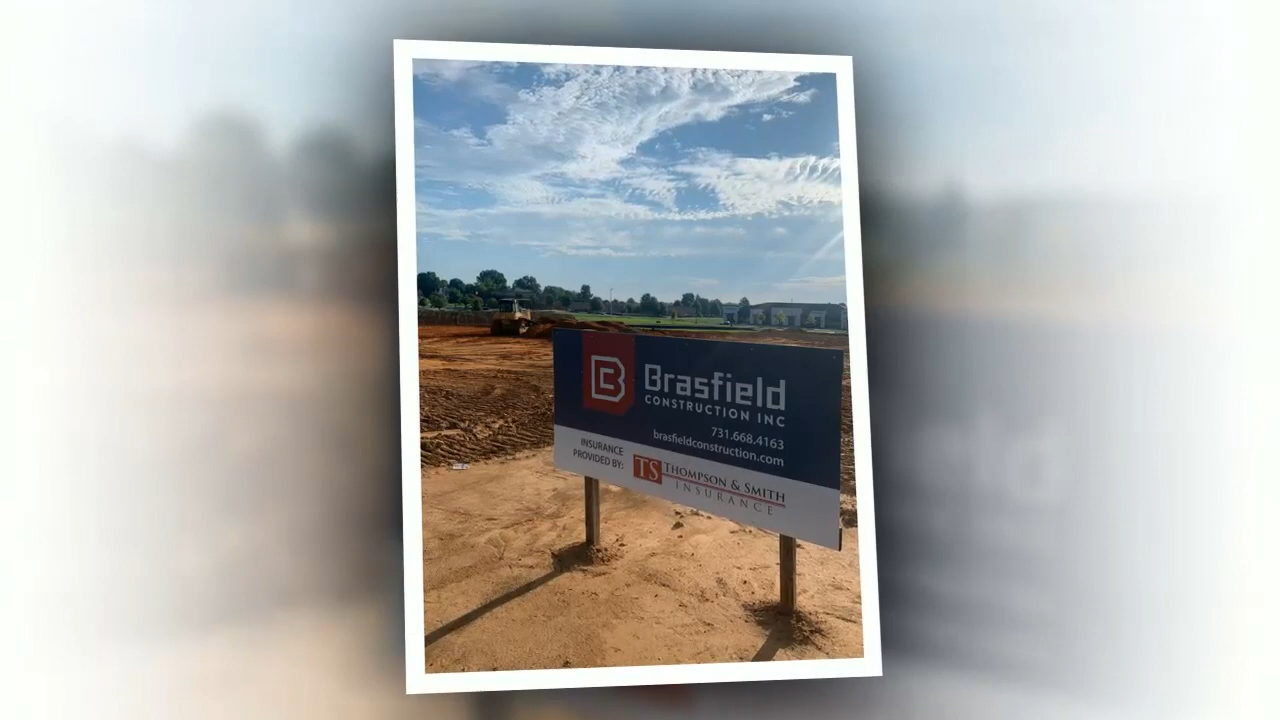 B
Brasfield
CONSTRUCTION INC
731.668.4163
brasfieldconstruction.com
INSURANCE
PROVIDED BY:
TS THOMPSON & SMITH
INSURANCE